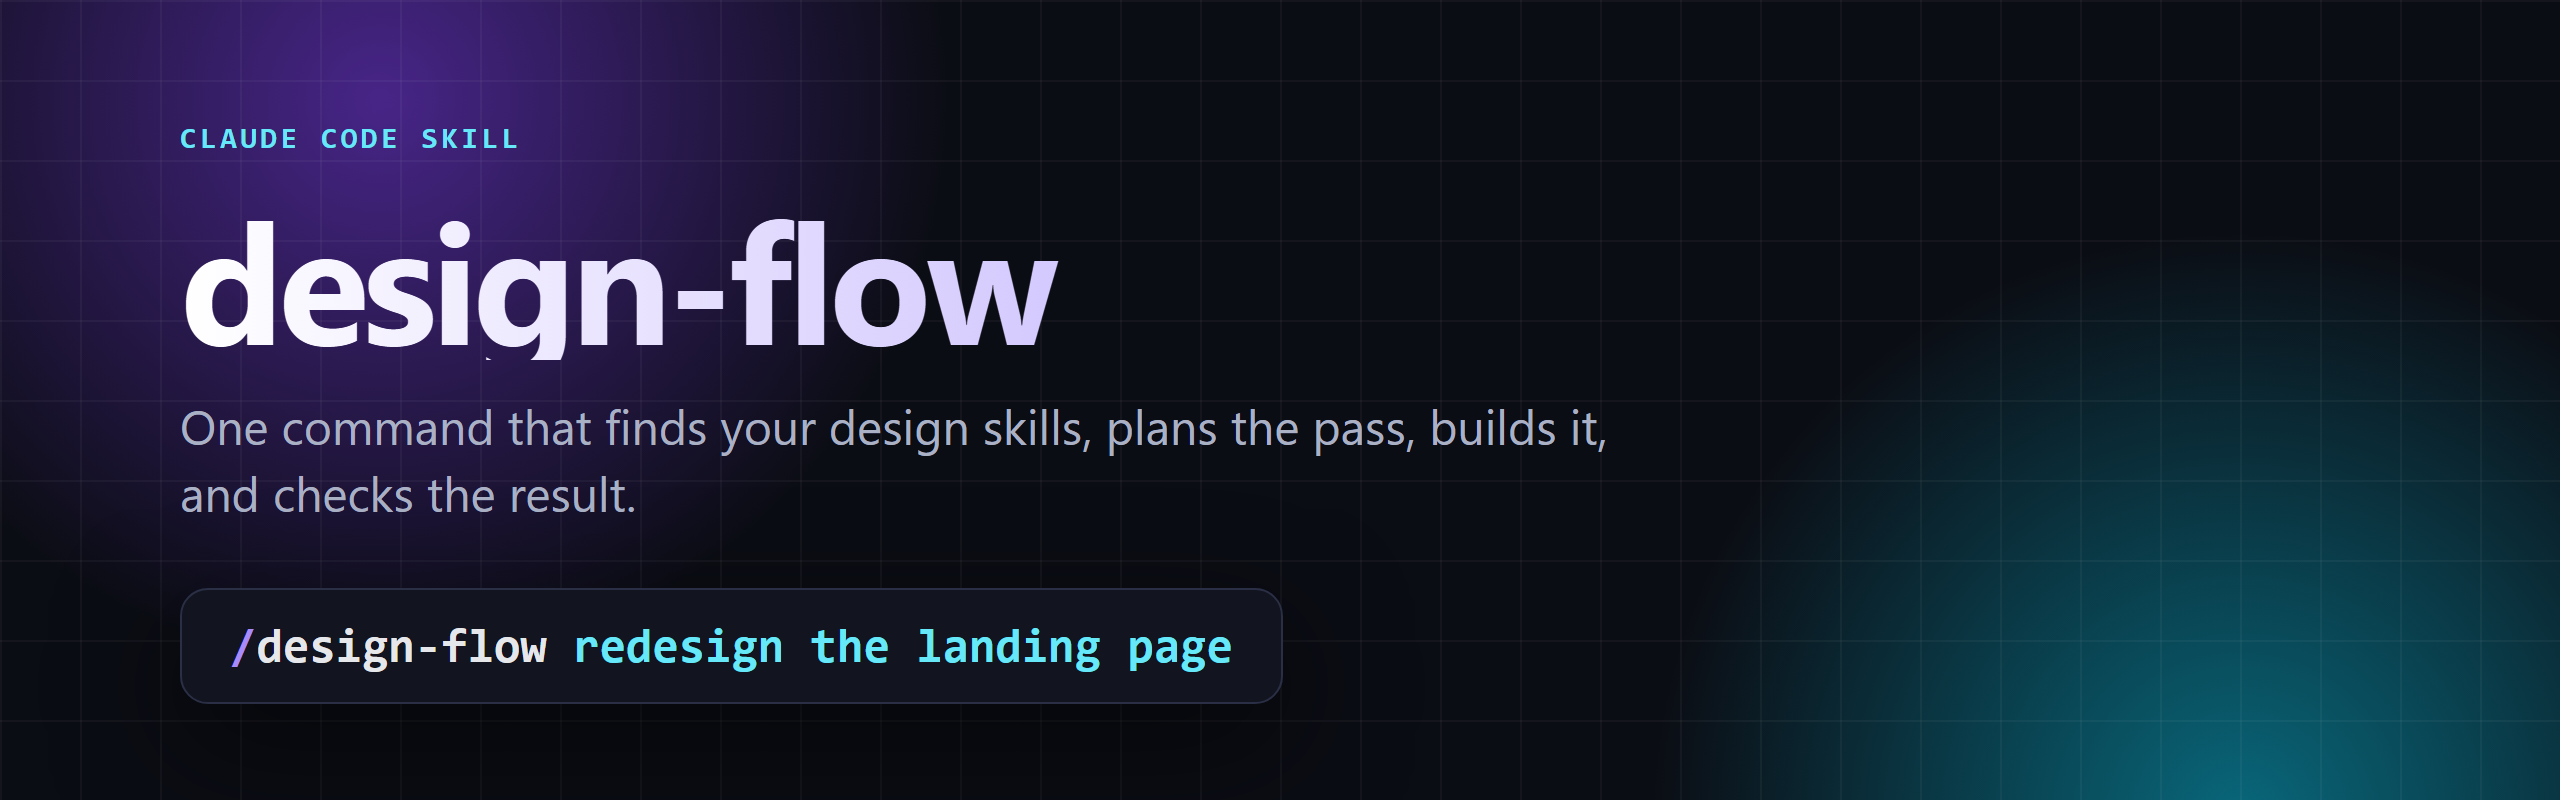 CLAUDE CODE SKILL
design-flow
One command that finds your design skills, plans the pass, builds it,
and checks the result.
/design-flow redesign the landing page